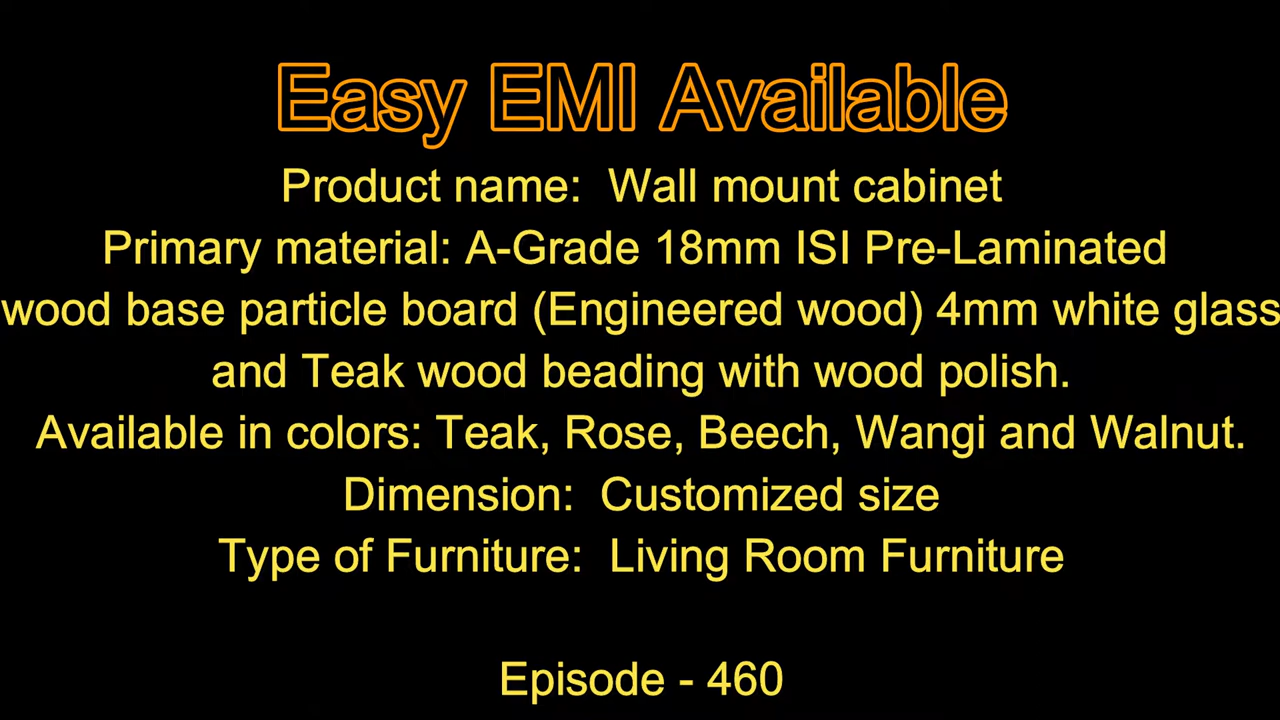 Easy EMI Available
Product name: Wall mount cabinet
Primary material: A-Grade 18mm ISI Pre-Laminated
wood base particle board (Engineered wood) 4mm white glass
and Teak wood beading with wood polish.
Available in colors: Teak, Rose, Beech, Wangi and Walnut.
Dimension: Customized size
Type of Furniture: Living Room Furniture
Episode - 460